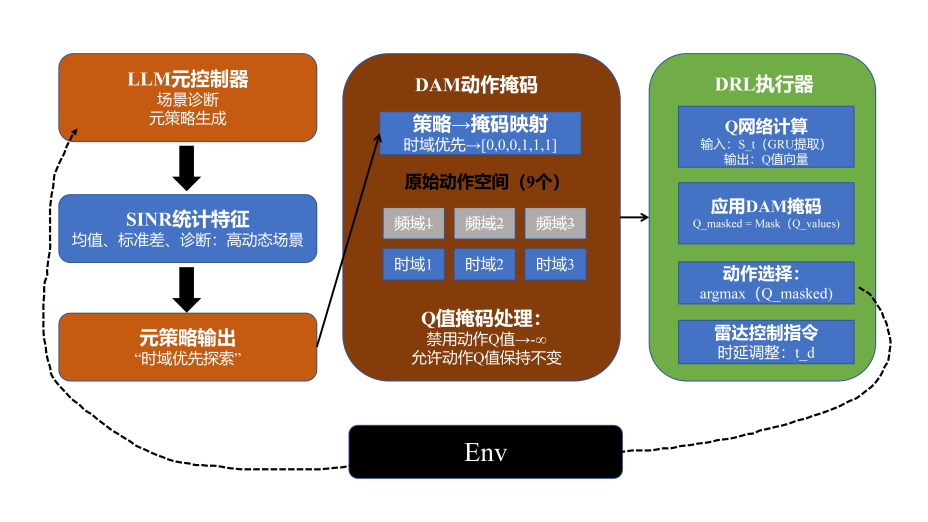 LLM元控制器
场景诊断
元策略生成
SINR统计特征
均值、标准差、诊断：高动态场景
元策略输出
“时域优先探索”
DAM动作掩码
策略→掩码映射
时域优先→[0,0,0,1,1,1]
原始动作空间（9个）
频域1 频域2 频域3
时域1 时域2 时域3
Q值掩码处理：
禁用动作Q值→-∞
允许动作Q值保持不变
DRL执行器
Q网络计算
输入：S_t（GRU提取）
输出：Q值向量
应用DAM掩码
Q_masked = Mask（Q_values)
动作选择：
argmax（Q_masked)
雷达控制指令
时延调整：t_d
Env